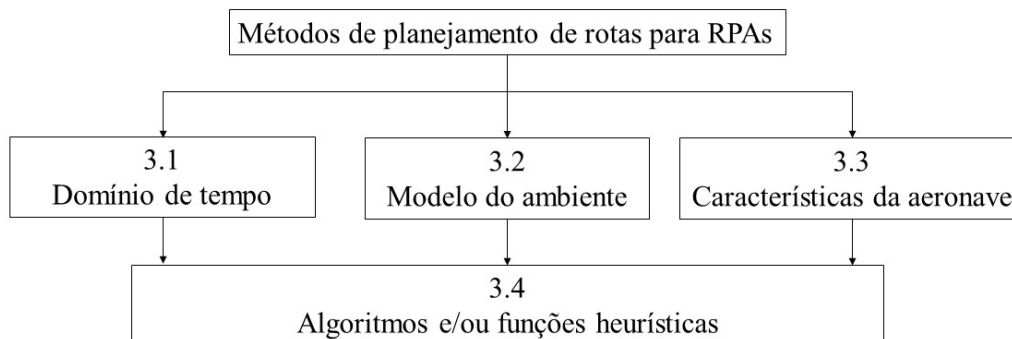 Métodos de planejamento de rotas para RPAs
3.1
Domínio de tempo
3.2
Modelo do ambiente
3.3
Características da aeronave
3.4
Algoritmos e/ou funções heurísticas